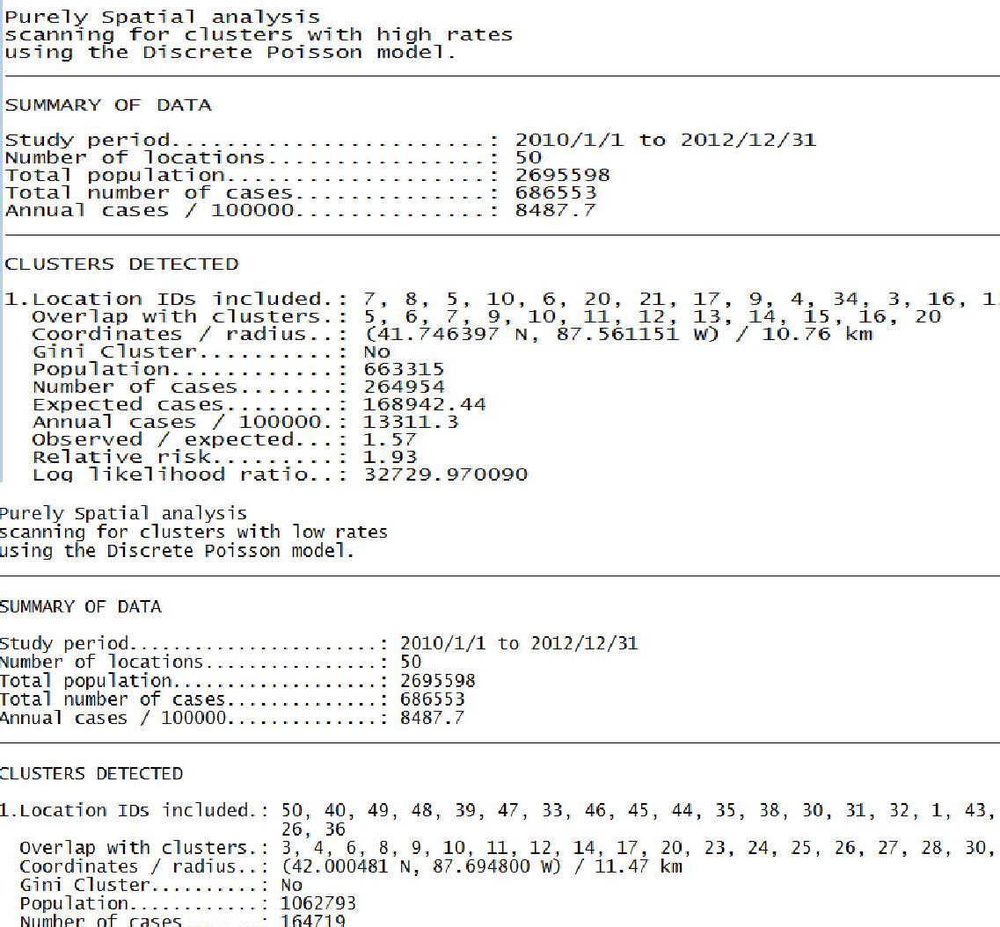 Purely Spatial analysis
scanning for clusters with high rates
using the Discrete Poisson model.
SUMMARY OF DATA
Study period.......................: 2010/1/1 to 2012/12/31
Number of locations................: 50
Total population...................: 2695598
Total number of cases..............: 686553
Annual cases / 100000..............: 8487.7
CLUSTERS DETECTED
1.Location IDs included.: 7, 8, 5, 10, 6, 20, 21, 17, 9, 4, 34, 3, 16,
Overlap with clusters.: 5, 6, 7, 9, 10, 11, 12, 13, 14, 15, 16, 20
Coordinates / radius..: (41.746397 N, 87.561151 W) / 10.76 km
Gini Cluster..........: No
Population............: 663315
Number of cases.......: 264954
Expected cases........: 168942.44
Annual cases / 100000.: 13311.3
Observed / expected...: 1.57
Relative risk.........: 1.93
Log likelihood ratio..: 32729.970090
Purely Spatial analysis
scanning for clusters with low rates
using the Discrete Poisson model.
SUMMARY OF DATA
Study period.......................: 2010/1/1 to 2012/12/31
Number of locations................: 50
Total population...................: 2695598
Total number of cases..............: 686553
Annual cases / 100000..............: 8487.7
CLUSTERS DETECTED
1.Location IDs included.: 50, 40, 49, 48, 39, 47, 33, 46, 45, 44, 35, 38, 30, 31, 32, 1, 43,
26, 36
Overlap with clusters.: 3, 4, 6, 8, 9, 10, 11, 12, 14, 17, 20, 23, 24, 25, 26, 27, 28, 30,
Coordinates / radius..: (42.000481 N, 87.694800 W) / 11.47 km
Gini Cluster..........: No
Population............: 1062793
Number of cases.......: 164719